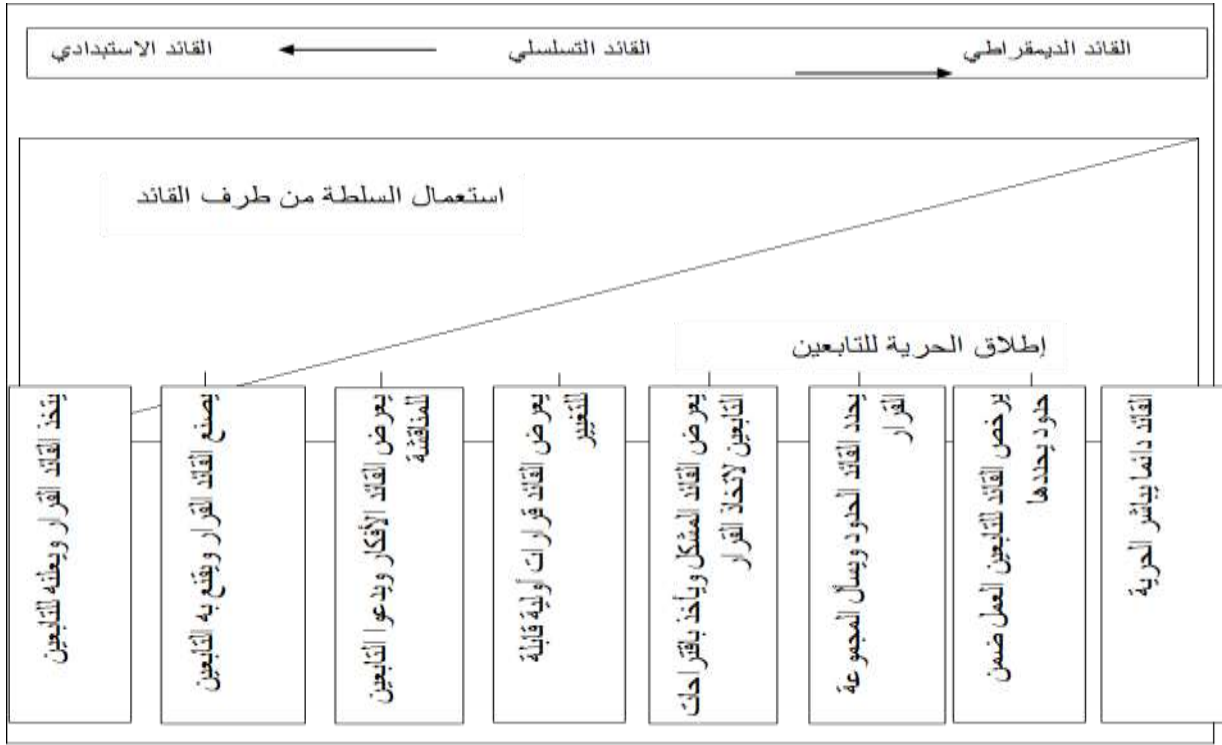 القائد الديمقراطي
القائد التسلسلي
القائد الاستبدادي
استعمال السلطة من طرف القائد
إطلاق الحرية للتابعين
القائد دائما يباشر الحرية
يرخص القائد للتابعين العمل ضمن
حدود يحددها
يحدد القائد الحدود ويسأل المجموعة
القرار
يعرض القائد المشكل ويأخذ باقتراحات
التابعين لاتخاذ القرار
يعرض القائد قرارات أولية قابلة
للتغيير
يعرض القائد الأفكار ويدعوا التابعين
للمناقشة
يصنع القائد القرار ويقنع به التابعين
يتخذ القائد القرار ويعلنه للتابعين